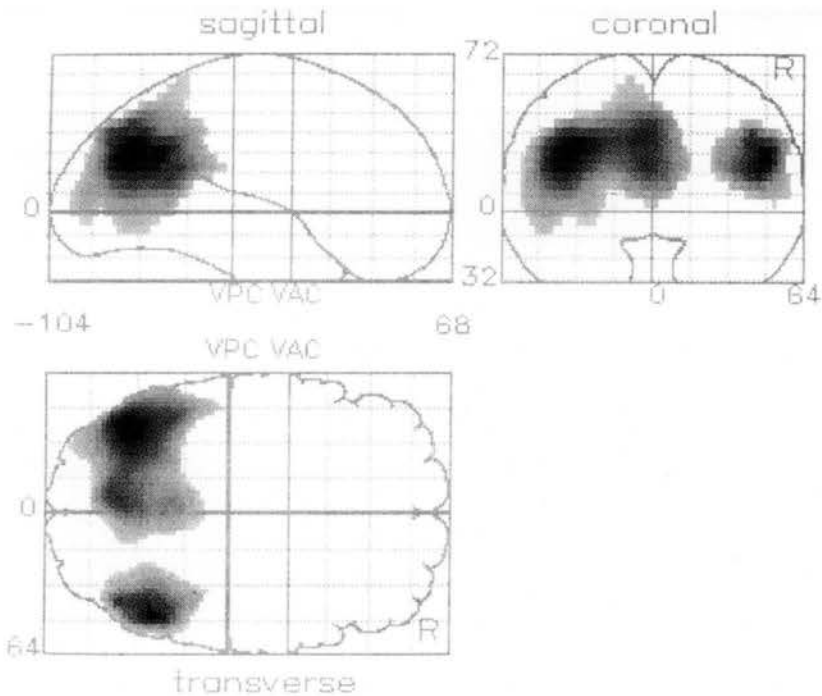 sagittal
coronal
72
R
0
0
32
VPC VAC
0
64
-104
68
VPC VAC
0
R
64
transverse